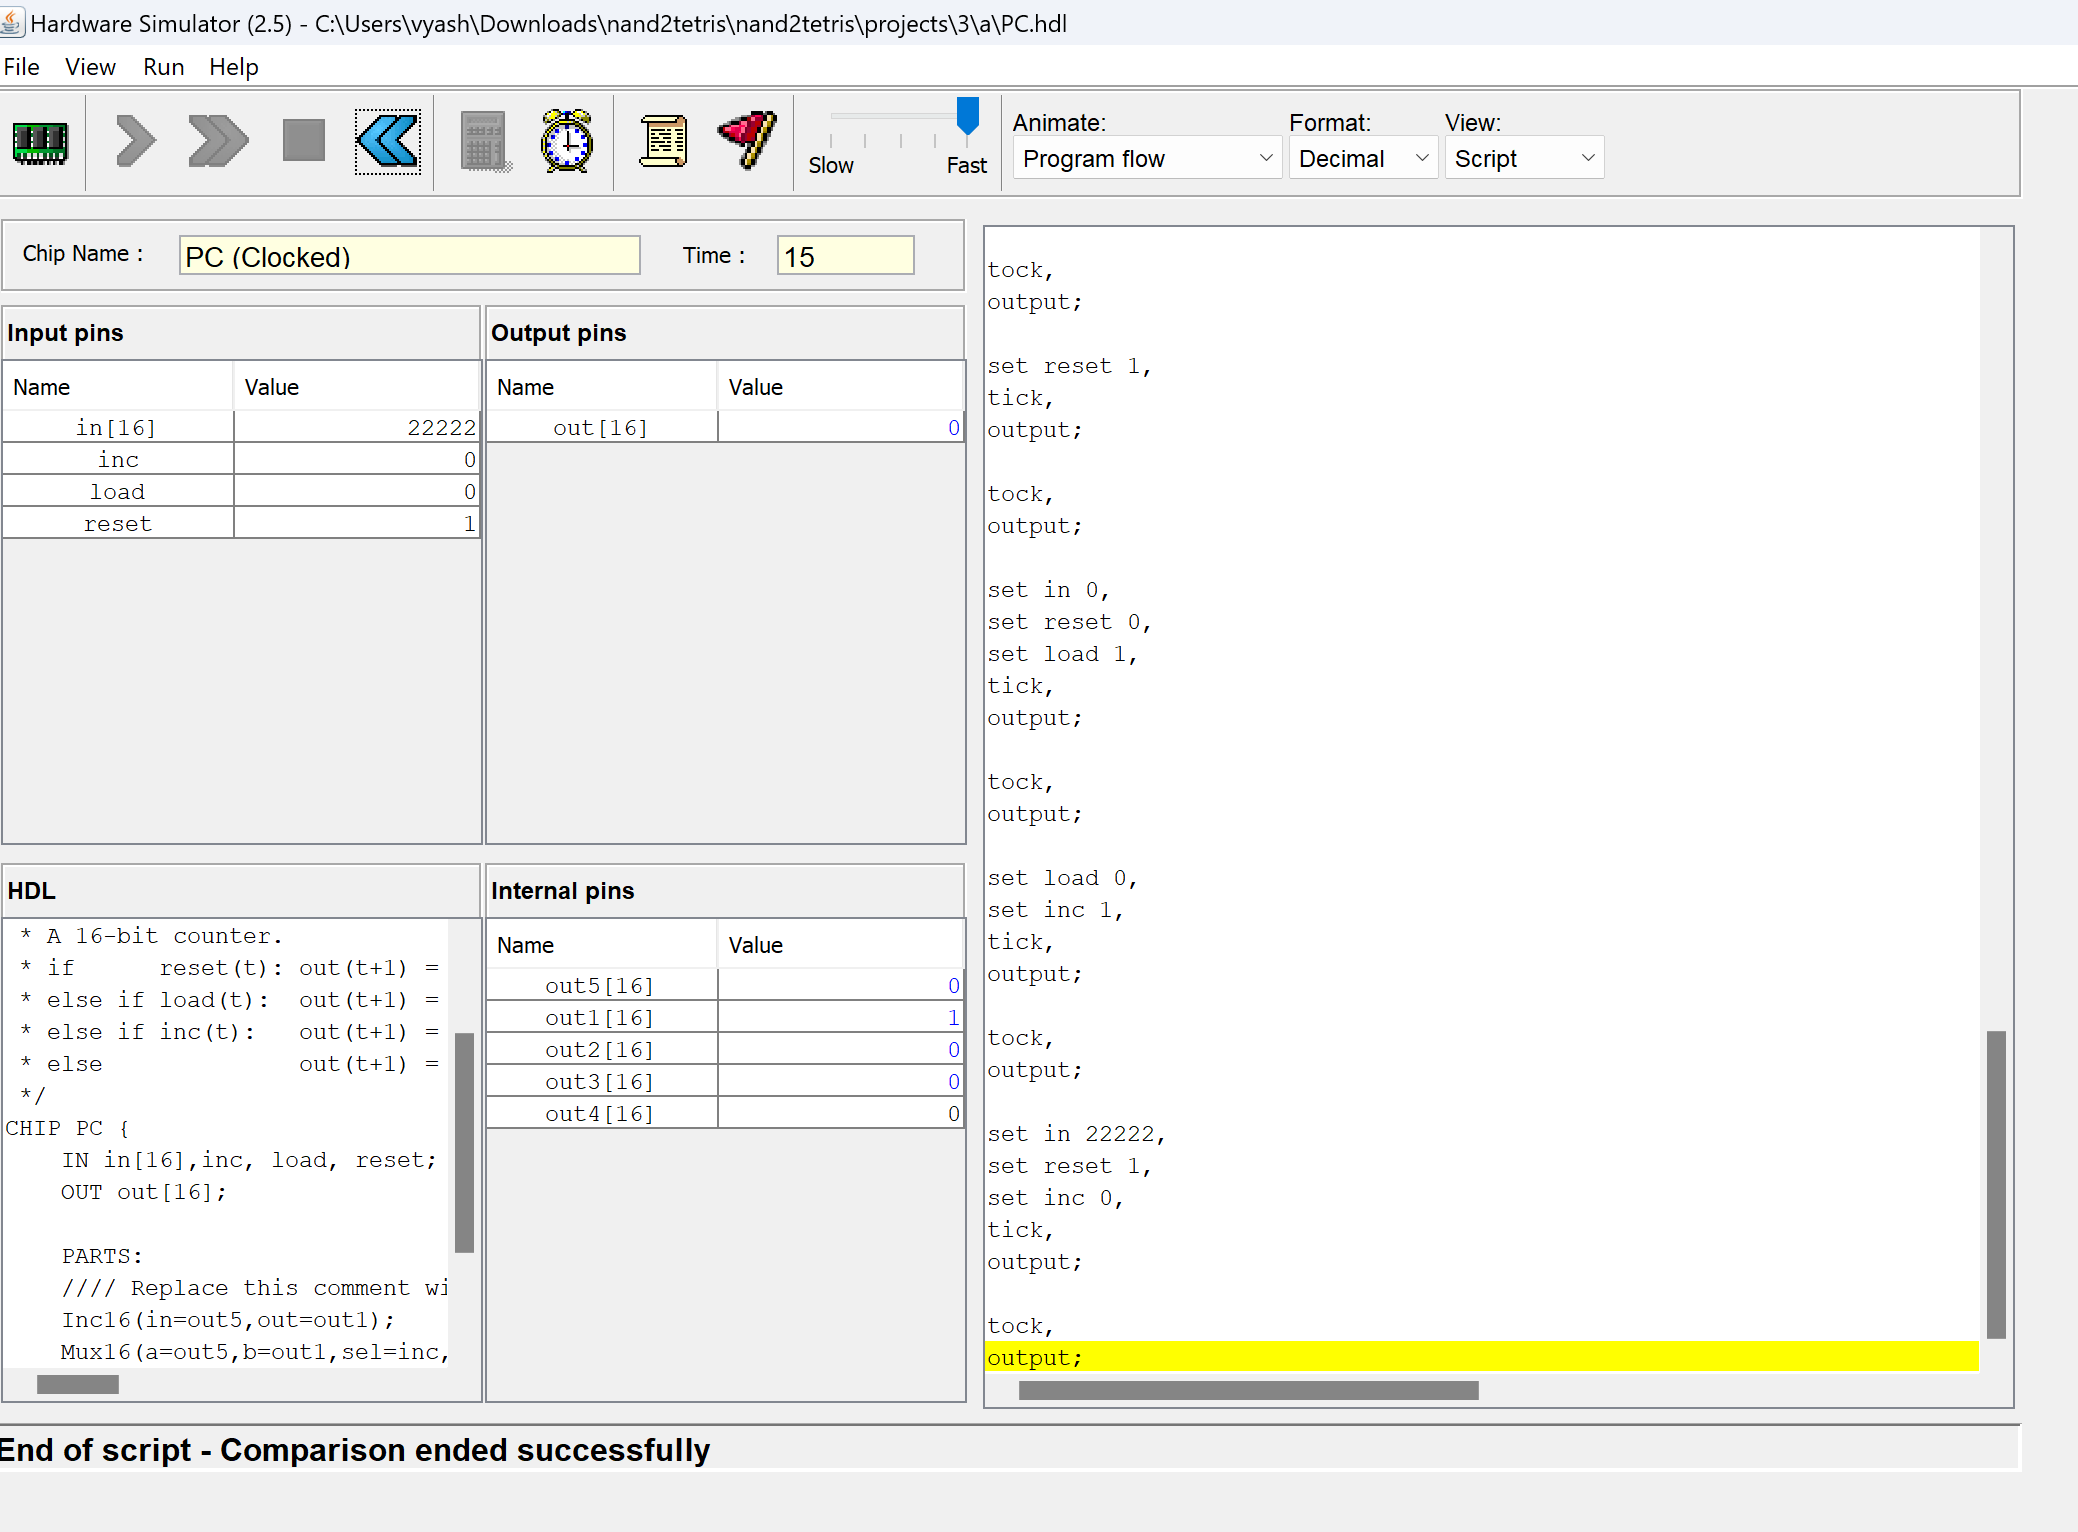 Hardware Simulator (2.5) - C:\Users\vyash\Downloads\nand2tetris\nand2tetris\projects\3\a\PC.hdl
File View Run Help
Slow Fast
Animate: Format: View:
Program flow Decimal Script
Chip Name : PC (Clocked) Time : 15
Input pins
Name Value
in[16] 22222
inc 0
load 0
reset 1
Output pins
Name Value
out[16] 0
HDL
* A 16-bit counter.
* if      reset(t): out(t+1) =
* else if load(t):  out(t+1) =
* else if inc(t):   out(t+1) =
* else              out(t+1) =
*/
CHIP PC {
IN in[16],inc, load, reset;
OUT out[16];
PARTS:
//// Replace this comment wi
Inc16(in=out5,out=out1);
Mux16(a=out5,b=out1,sel=inc,
Internal pins
Name Value
out5[16] 0
out1[16] 1
out2[16] 0
out3[16] 0
out4[16] 0
tock,
output;
set reset 1,
tick,
output;
tock,
output;
set in 0,
set reset 0,
set load 1,
tick,
output;
tock,
output;
set load 0,
set inc 1,
tick,
output;
tock,
output;
set in 22222,
set reset 1,
set inc 0,
tick,
output;
tock,
output;
End of script - Comparison ended successfully